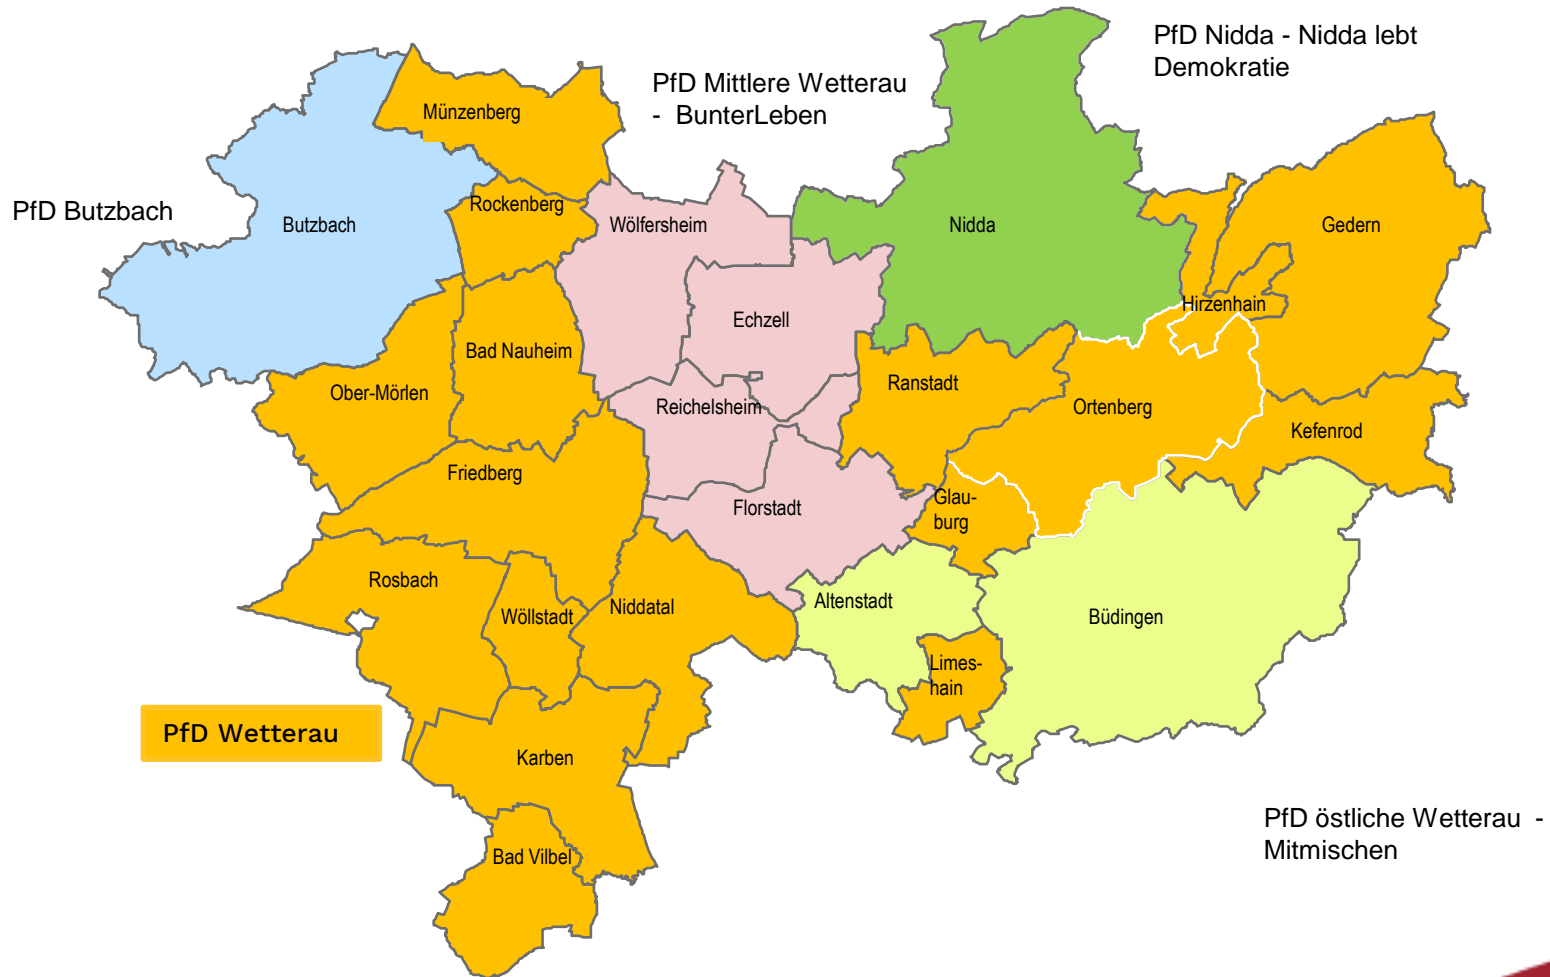 PfD Nidda - Nidda lebt
Demokratie
PfD Mittlere Wetterau
- BunterLeben
Münzenberg
PfD Butzbach
Butzbach
Rockenberg
Wölfersheim
Nidda
Gedern
Hirzenhain
Echzell
Bad Nauheim
Ober-Mörlen
Ranstadt
Reichelsheim
Ortenberg
Kefenrod
Friedberg
Florstadt
Glau-
burg
Rosbach
Wöllstadt
Niddatal
Altenstadt
Büdingen
Limes-
hain
PfD Wetterau
Karben
Bad Vilbel
PfD östliche Wetterau -
Mitmischen